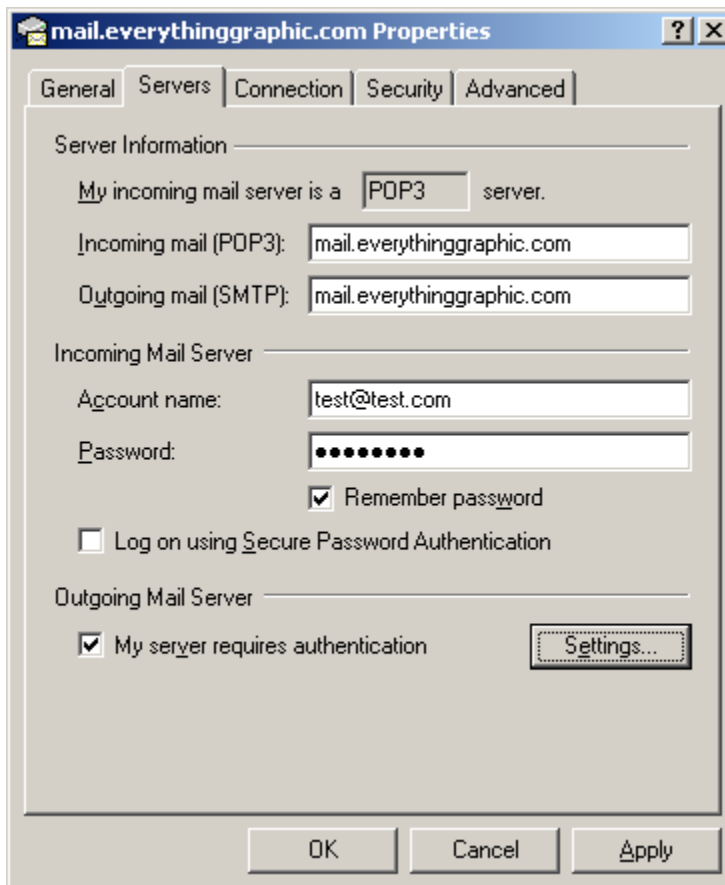 mail.everythinggraphic.com Properties
General Servers Connection Security Advanced
Server Information
My incoming mail server is a POP3 server.
Incoming mail (POP3): mail.everythinggraphic.com
Outgoing mail (SMTP): mail.everythinggraphic.com
Incoming Mail Server
Account name: test@test.com
Password: ●●●●●●●●
Remember password
Log on using Secure Password Authentication
Outgoing Mail Server
My server requires authentication Settings...
OK Cancel Apply